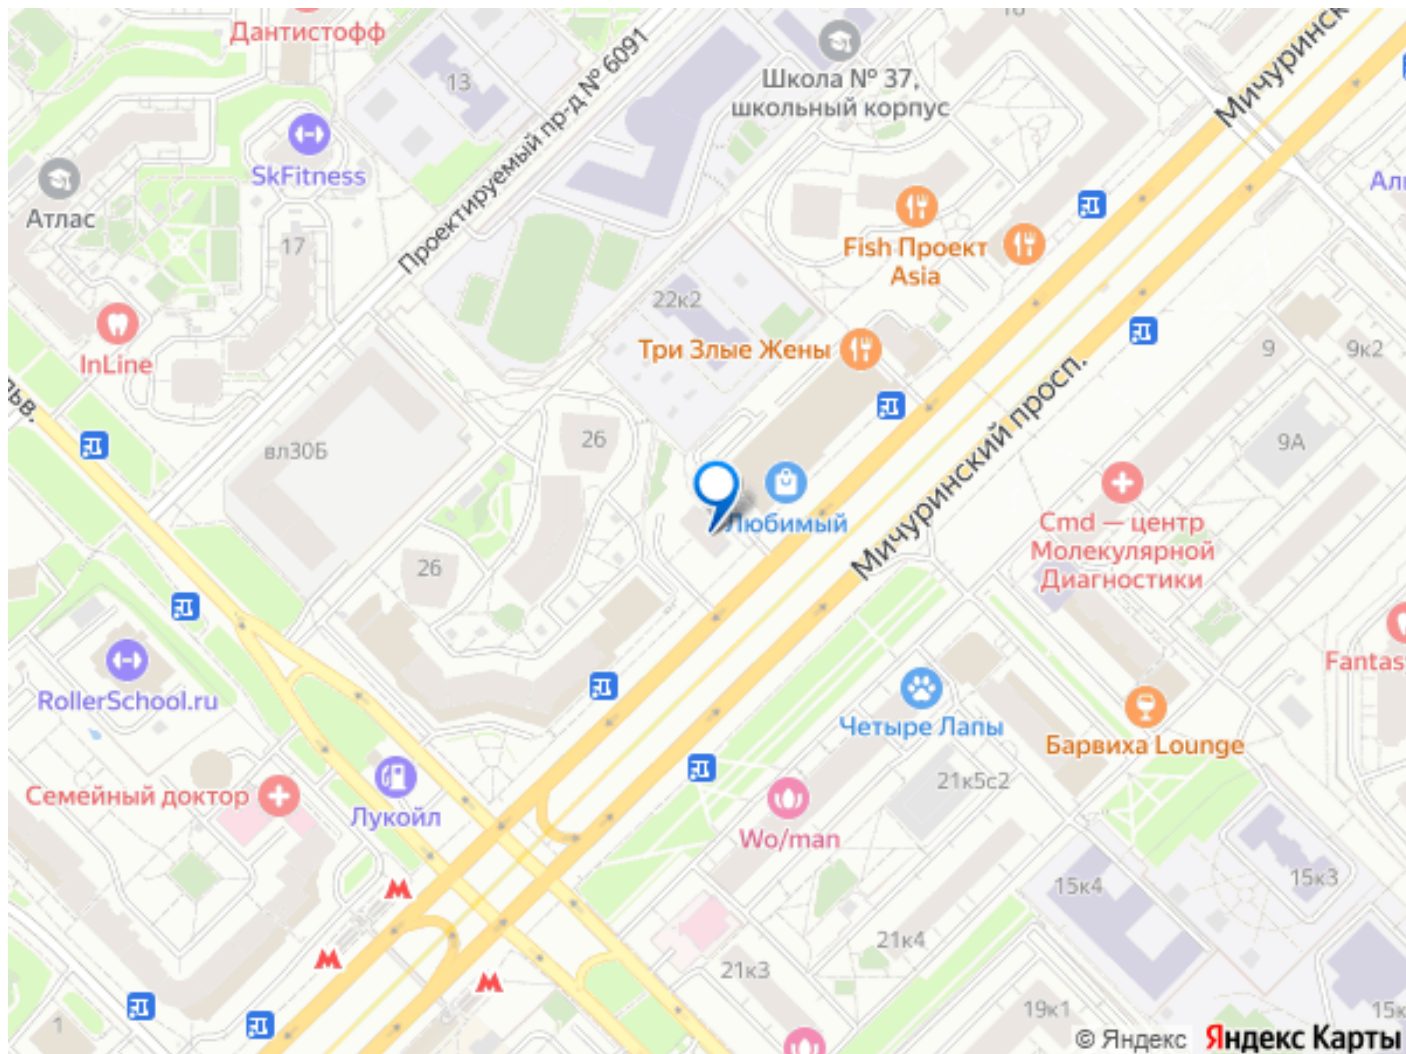 Дантистофф
13
Проектируемый пр-д № 6091
Школа № 37,
школьный корпус
16
Мичуринск
SkFitness
Атлас
17
Fish Проект
Asia
22к2
Три Злые Жены
InLine
ьв.
вл30Б
26
9
9к2
9А
Мичуринский просп.
Любимый
Cmd — центр
Молекулярной
Диагностики
26
RollerSchool.ru
Четыре Лапы
Fantas
Барвиха Lounge
Семейный доктор
Лукойл
21к5с2
Wo/man
15к4
15к3
21к4
21к3
19к1
15к
1
© Яндекс
Яндекс Карты